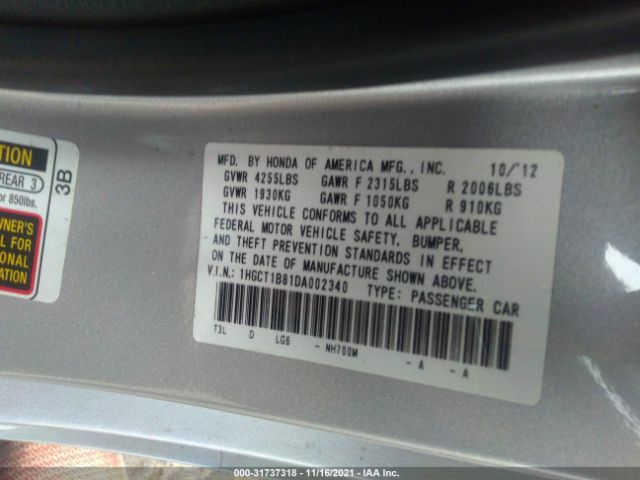 TION
REAR 3
or 850lbs.
WNER'S
L FOR
ONAL
ATION
3B
MFD. BY HONDA OF AMERICA MFG., INC. 10/'12
GVWR 4255LBS GAWR F 2315LBS R 2006LBS
GVWR 1930KG GAWR F 1050KG R 910KG
THIS VEHICLE CONFORMS TO ALL APPLICABLE
FEDERAL MOTOR VEHICLE SAFETY, BUMPER,
AND THEFT PREVENTION STANDARDS IN EFFECT
ON THE DATE OF MANUFACTURE SHOWN ABOVE.
V.I.N.: 1HGCT1B81DA002340 TYPE: PASSENGER CAR
T3L D LG6 - NH700M - A - A
000-31737318 - 11/16/2021 - IAA Inc.